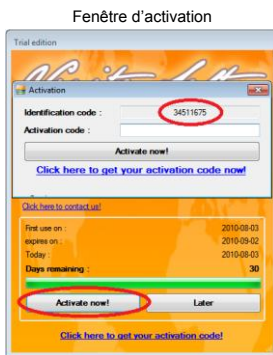 Fenêtre d’activation
Trial edition
Activation
Identification code :
34511675
Activation code :
Activate now!
Click here to get your activation code now!
Click here to contact us!
First use on :
2010-08-03
expires on :
2010-09-02
Today :
2010-08-03
Days remaining :
30
Activate now!
Later
Click here to get your activation code!